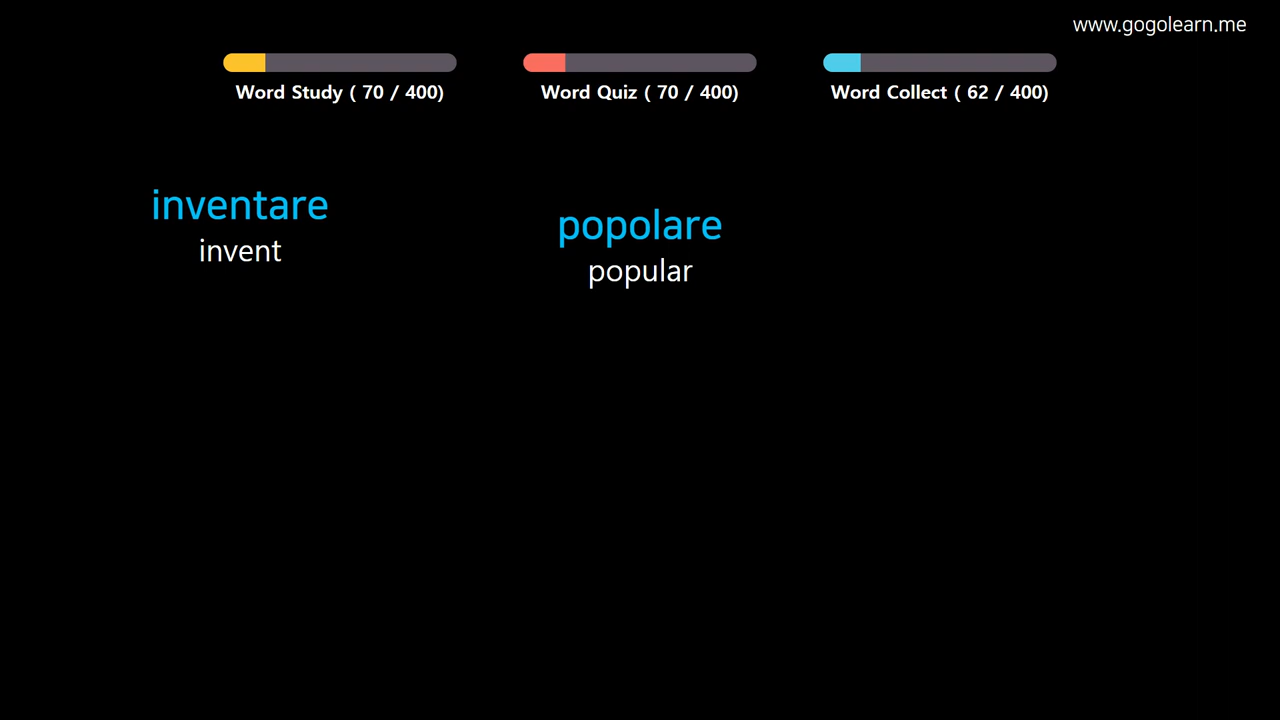 www.gogolearn.me
Word Study ( 70 / 400)
Word Quiz ( 70 / 400)
Word Collect ( 62 / 400)
inventare
invent
popolare
popular